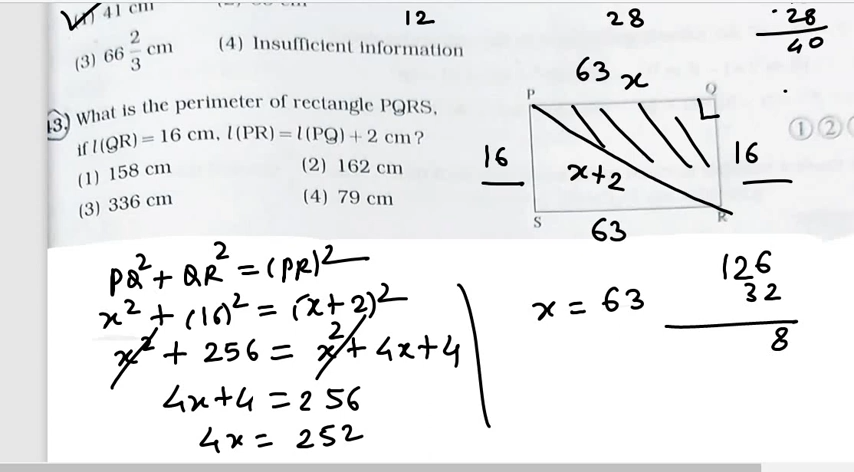 (1) 41 cm
12
28
28
40
(3) 66 2/3 cm
(4) Insufficient information
13. What is the perimeter of rectangle PQRS,
if l(QR) = 16 cm, l(PR) = l(PQ) + 2 cm?
(1) 158 cm
(2) 162 cm
(3) 336 cm
(4) 79 cm
63 x
P
Q
16
x+2
16
S
R
63
① ②
PQ² + QR² = (PR)²
x² + (16)² = (x+2)²
x² + 256 = x² + 4x + 4
4x + 4 = 256
4x = 252
x = 63
126
32
8